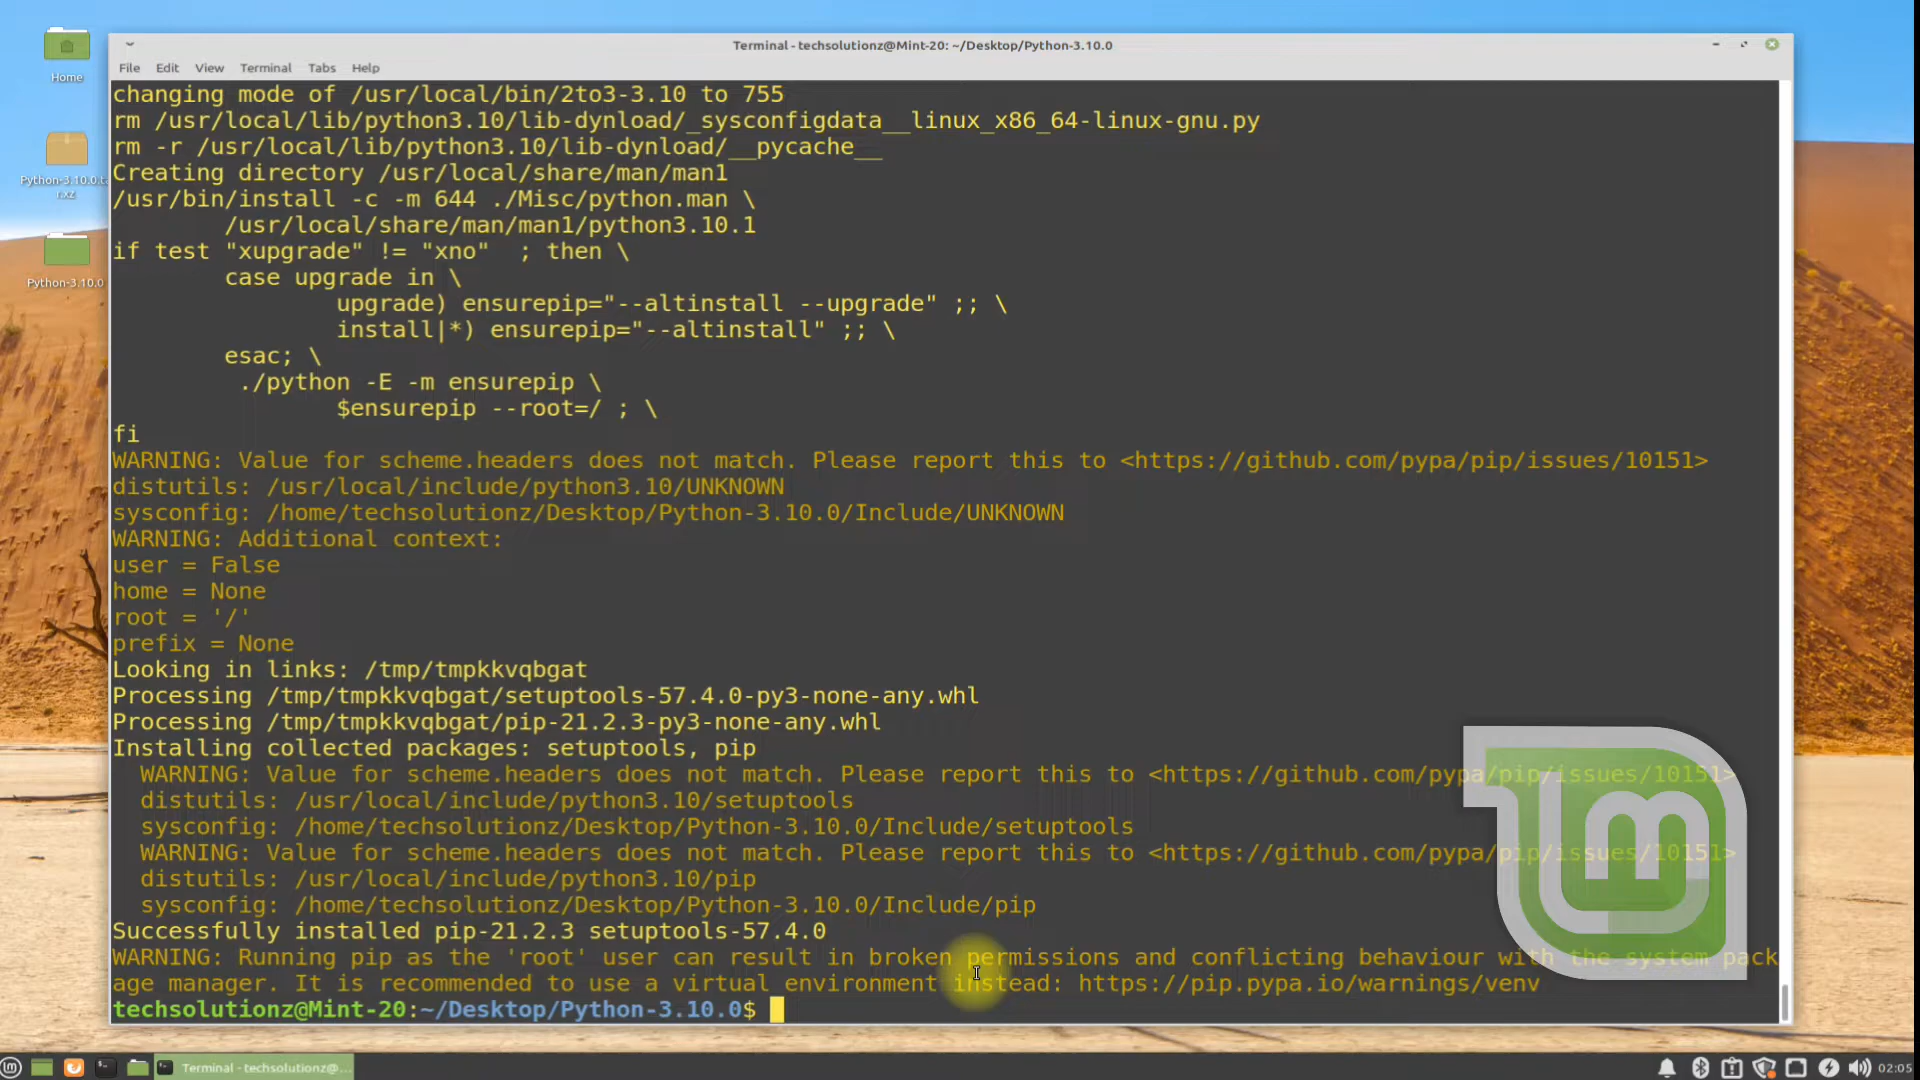 Home
Python-3.10.0.ta
r.xz
Python-3.10.0
Terminal - techsolutionz@Mint-20: ~/Desktop/Python-3.10.0
File Edit View Terminal Tabs Help
changing mode of /usr/local/bin/2to3-3.10 to 755
rm /usr/local/lib/python3.10/lib-dynload/_sysconfigdata__linux_x86_64-linux-gnu.py
rm -r /usr/local/lib/python3.10/lib-dynload/__pycache__
Creating directory /usr/local/share/man/man1
/usr/bin/install -c -m 644 ./Misc/python.man \
        /usr/local/share/man/man1/python3.10.1
if test "xupgrade" != "xno"  ; then \
        case upgrade in \
                upgrade) ensurepip="--altinstall --upgrade" ;; \
                install|*) ensurepip="--altinstall" ;; \
        esac; \
         ./python -E -m ensurepip \
                $ensurepip --root=/ ; \
fi
WARNING: Value for scheme.headers does not match. Please report this to <https://github.com/pypa/pip/issues/10151>
distutils: /usr/local/include/python3.10/UNKNOWN
sysconfig: /home/techsolutionz/Desktop/Python-3.10.0/Include/UNKNOWN
WARNING: Additional context:
user = False
home = None
root = '/'
prefix = None
Looking in links: /tmp/tmpkkvqbgat
Processing /tmp/tmpkkvqbgat/setuptools-57.4.0-py3-none-any.whl
Processing /tmp/tmpkkvqbgat/pip-21.2.3-py3-none-any.whl
Installing collected packages: setuptools, pip
  WARNING: Value for scheme.headers does not match. Please report this to <https://github.com/pypa/pip/issues/10151>
  distutils: /usr/local/include/python3.10/setuptools
  sysconfig: /home/techsolutionz/Desktop/Python-3.10.0/Include/setuptools
  WARNING: Value for scheme.headers does not match. Please report this to <https://github.com/pypa/pip/issues/10151>
  distutils: /usr/local/include/python3.10/pip
  sysconfig: /home/techsolutionz/Desktop/Python-3.10.0/Include/pip
Successfully installed pip-21.2.3 setuptools-57.4.0
WARNING: Running pip as the 'root' user can result in broken permissions and conflicting behaviour with the system pack
age manager. It is recommended to use a virtual environment instead: https://pip.pypa.io/warnings/venv
techsolutionz@Mint-20:~/Desktop/Python-3.10.0$
Terminal - techsolutionz@...
02:05